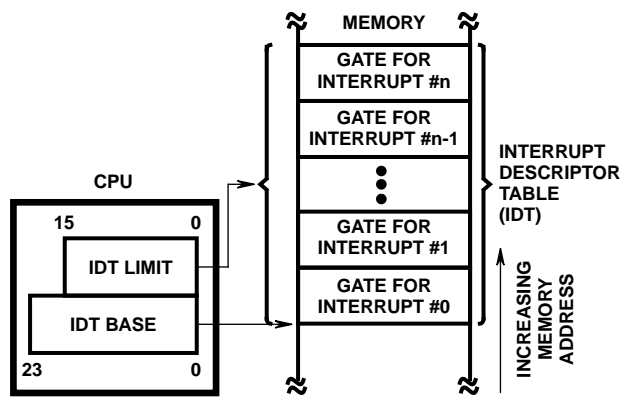 MEMORY
GATE FOR
INTERRUPT #n
GATE FOR
INTERRUPT #n-1
GATE FOR
INTERRUPT #1
GATE FOR
INTERRUPT #0
INTERRUPT
DESCRIPTOR
TABLE
(IDT)
INCREASING
MEMORY
ADDRESS
CPU
15 0
IDT LIMIT
IDT BASE
23 0